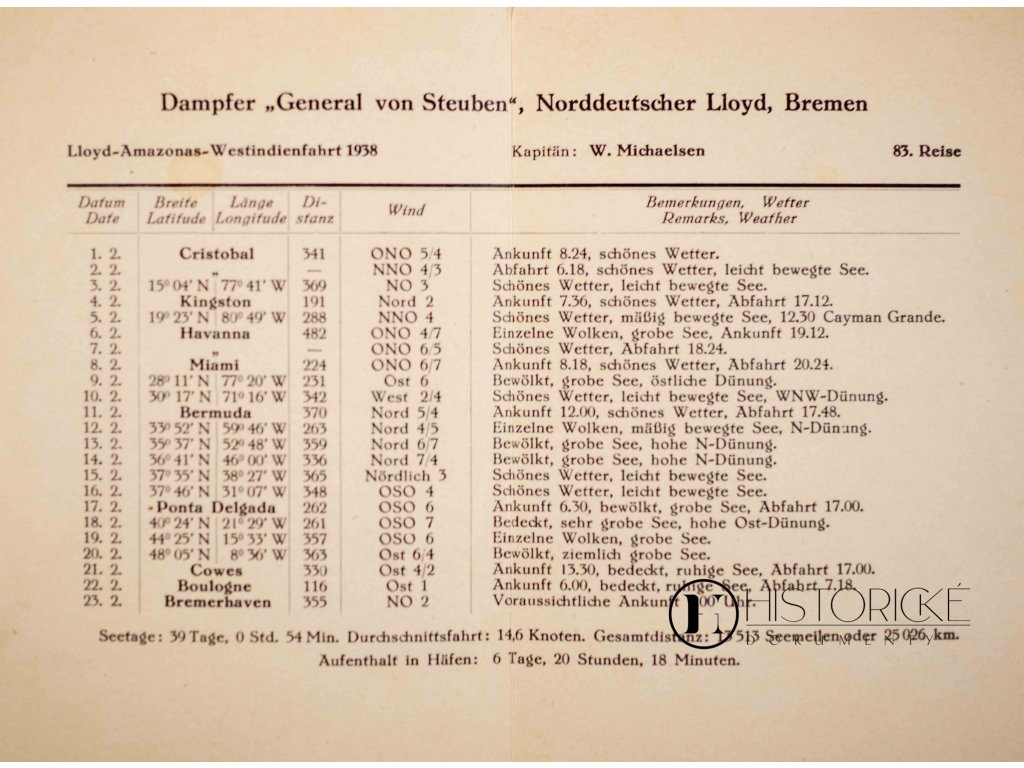 Dampfer „General von Steuben“, Norddeutscher Lloyd, Bremen
Lloyd-Amazonas-Westindienfahrt 1938 Kapitän: W. Michaelsen 83. Reise
Datum Breite Länge Di- Wind Bemerkungen, Wetter
Date Latitude Longitude stanz Remarks, Weather
1. 2. Cristobal 341 ONO 5/4 Ankunft 8.24, schönes Wetter.
2. 2. „ — NNO 4/3 Abfahrt 6.18, schönes Wetter, leicht bewegte See.
3. 2. 15° 04′ N 77° 41′ W 369 NO 3 Schönes Wetter, leicht bewegte See.
4. 2. Kingston 191 Nord 2 Ankunft 7.36, schönes Wetter, Abfahrt 17.12.
5. 2. 19° 23′ N 80° 49′ W 288 NNO 4 Schönes Wetter, mäßig bewegte See, 12.30 Cayman Grande.
6. 2. Havanna 482 ONO 4/7 Einzelne Wolken, grobe See, Ankunft 19.12.
7. 2. „ — ONO 6/5 Schönes Wetter, Abfahrt 18.24.
8. 2. Miami 224 ONO 6/7 Ankunft 8.18, schönes Wetter, Abfahrt 20.24.
9. 2. 28° 11′ N 77° 20′ W 231 Ost 6 Bewölkt, grobe See, östliche Dünung.
10. 2. 30° 17′ N 71° 16′ W 342 West 2/4 Schönes Wetter, leicht bewegte See, WNW-Dünung.
11. 2. Bermuda 370 Nord 5/4 Ankunft 12.00, schönes Wetter, Abfahrt 17.48.
12. 2. 33° 52′ N 59° 46′ W 263 Nord 4/5 Einzelne Wolken, mäßig bewegte See, N-Dünung.
13. 2. 35° 37′ N 52° 48′ W 359 Nord 6/7 Bewölkt, grobe See, hohe N-Dünung.
14. 2. 36° 41′ N 46° 00′ W 336 Nord 7/4 Bewölkt, grobe See, hohe N-Dünung.
15. 2. 37° 35′ N 38° 27′ W 365 Nördlich 3 Schönes Wetter, leicht bewegte See.
16. 2. 37° 46′ N 31° 07′ W 348 OSO 4 Schönes Wetter, leicht bewegte See.
17. 2. Ponta Delgada 262 OSO 6 Ankunft 6.30, bewölkt, grobe See, Abfahrt 17.00.
18. 2. 40° 24′ N 21° 29′ W 261 OSO 7 Bedeckt, sehr grobe See, hohe Ost-Dünung.
19. 2. 44° 25′ N 15° 33′ W 357 OSO 6 Einzelne Wolken, grobe See.
20. 2. 48° 05′ N 8° 36′ W 363 Ost 6/4 Bewölkt, ziemlich grobe See.
21. 2. Cowes 330 Ost 4/2 Ankunft 13.30, bedeckt, ruhige See, Abfahrt 17.00.
22. 2. Boulogne 116 Ost 1 Ankunft 6.00, bedeckt, ruhige See, Abfahrt 7.18.
23. 2. Bremerhaven 355 NO 2 Voraussichtliche Ankunft Uhr.
HISTORICKÉ
DOKUMENTY
Seetage: 39 Tage, 0 Std. 54 Min. Durchschnittsfahrt: 14,6 Knoten. Gesamtdistanz: 13 513 Seemeilen oder 25 026 km.
Aufenthalt in Häfen: 6 Tage, 20 Stunden, 18 Minuten.